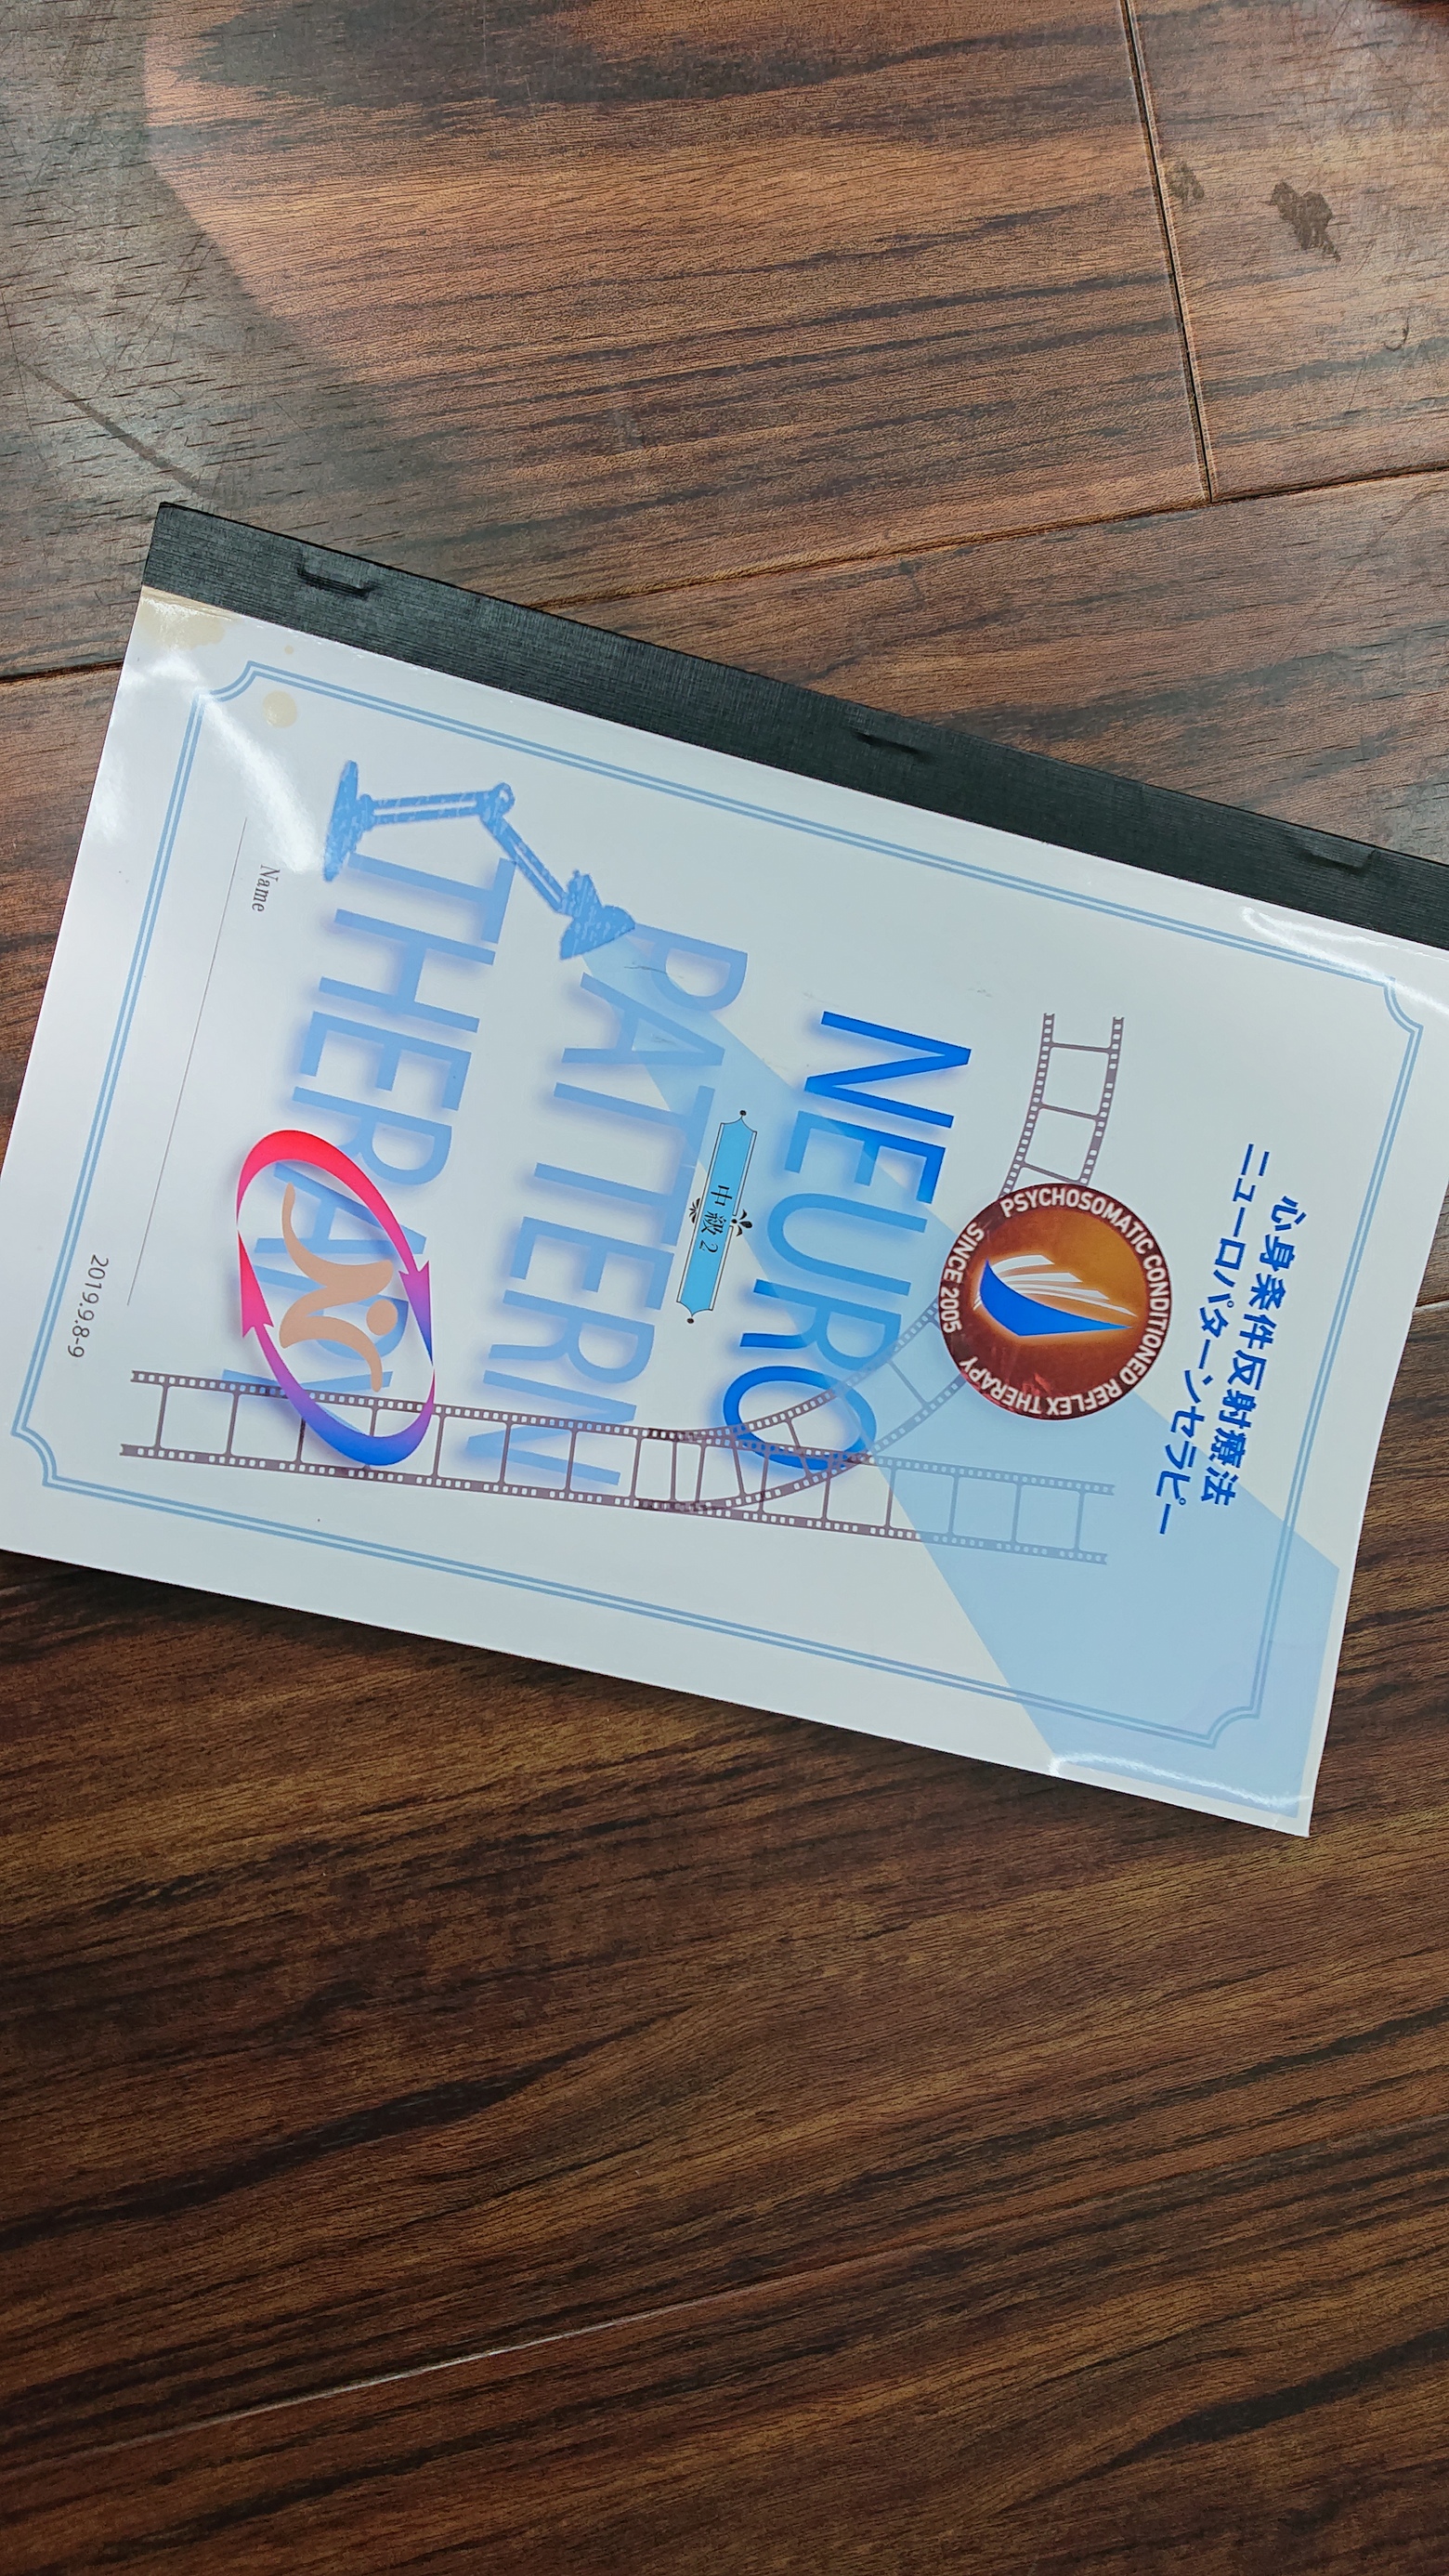 心身条件反射療法
ニューロパターンセラピー
PSYCHOSOMATIC CONDITIONED REFLEX THERAPY
SINCE 2005
NEURO
中級 2
PATTERN
THERAPY
Name
2019.9.8-9